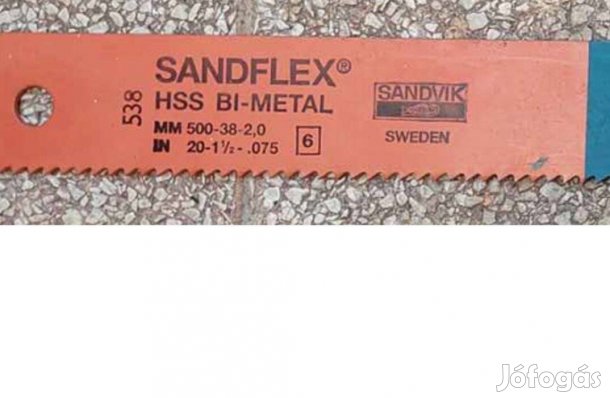 538
SANDFLEX®
HSS BI-METAL
MM 500-38-2,0
IN 20-1½-.075
6
SANDVIK
SWEDEN
Jófogás